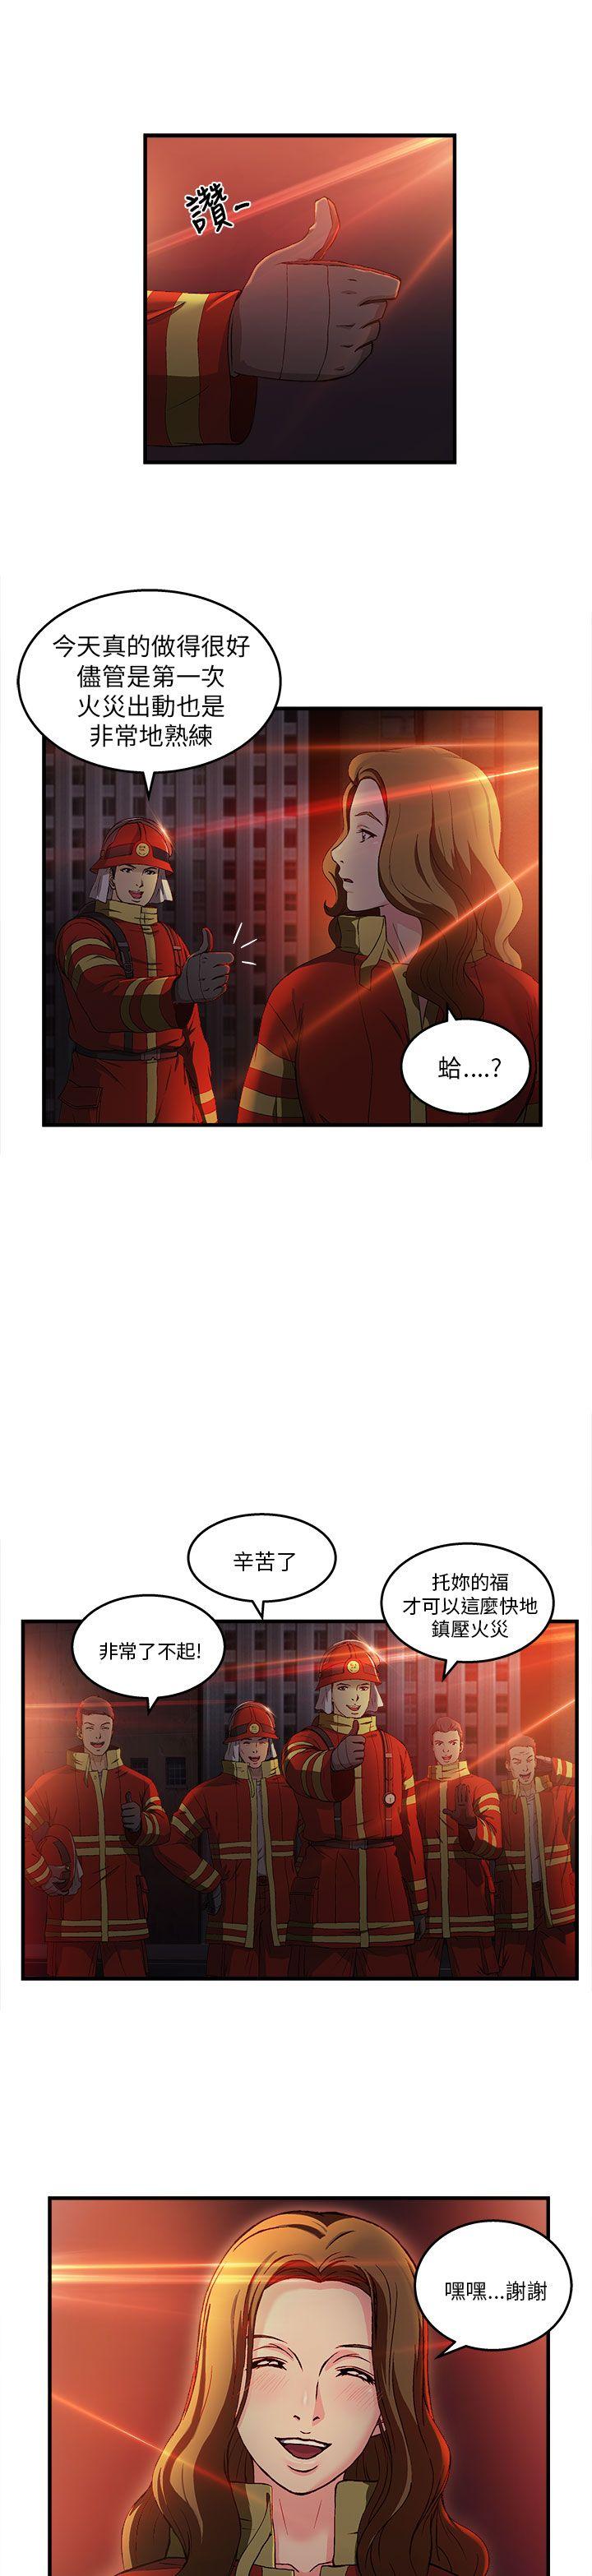 讚~
今天真的做得很好
儘管是第一次
火災出動也是
非常地熟練
蛤....?
辛苦了
非常了不起!
托妳的福
才可以這麼快地
鎮壓火災
嘿嘿...謝謝